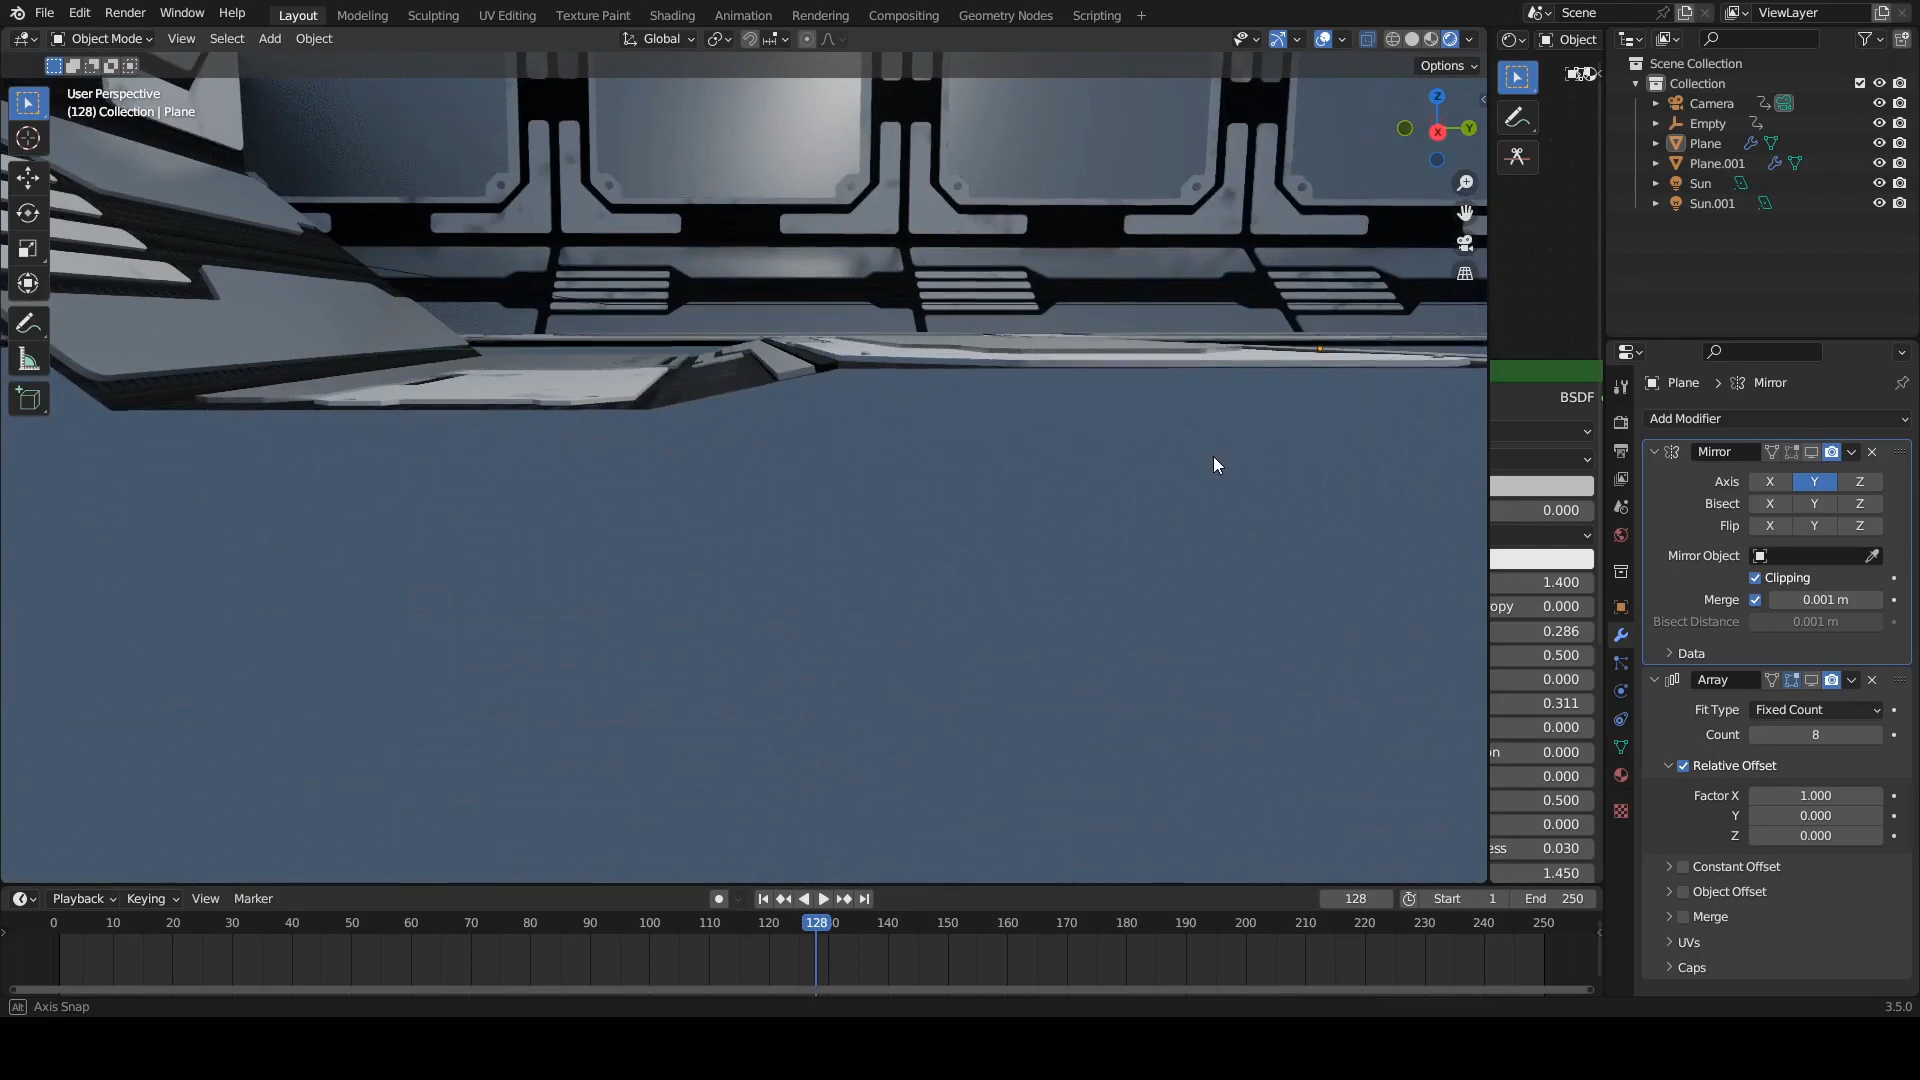 File Edit Render Window Help Layout Modeling Sculpting UV Editing Texture Paint Shading Animation Rendering Compositing Geometry Nodes Scripting + Scene ViewLayer
Object Mode View Select Add Object Global Object
Options
User Perspective
(128) Collection | Plane
Z
X
Y
Scene Collection
Collection
Camera
Empty
Plane
Plane.001
Sun
Sun.001
BSDF
0.000
1.400
opy 0.000
0.286
0.500
0.000
0.311
0.000
on 0.000
0.000
0.500
0.000
ess 0.030
1.450
Plane > Mirror
Add Modifier
Mirror
Axis X Y Z
Bisect X Y Z
Flip X Y Z
Mirror Object
Clipping
Merge 0.001 m
Bisect Distance 0.001 m
Data
Array
Fit Type Fixed Count
Count 8
Relative Offset
Factor X 1.000
Y 0.000
Z 0.000
Constant Offset
Object Offset
Merge
UVs
Caps
Playback Keying View Marker 128 Start 1 End 250
0 10 20 30 40 50 60 70 80 90 100 110 120 128 0 140 150 160 170 180 190 200 210 220 230 240 250
Alt Axis Snap 3.5.0